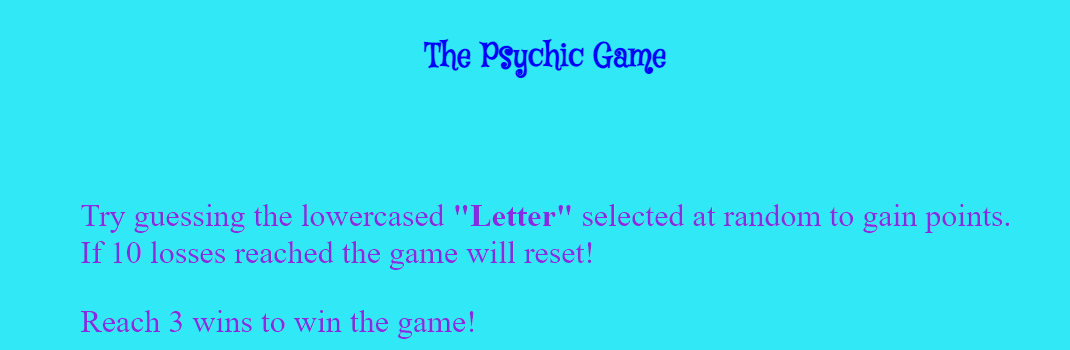 The Psychic Game
Try guessing the lowercased "Letter" selected at random to gain points.
If 10 losses reached the game will reset!
Reach 3 wins to win the game!